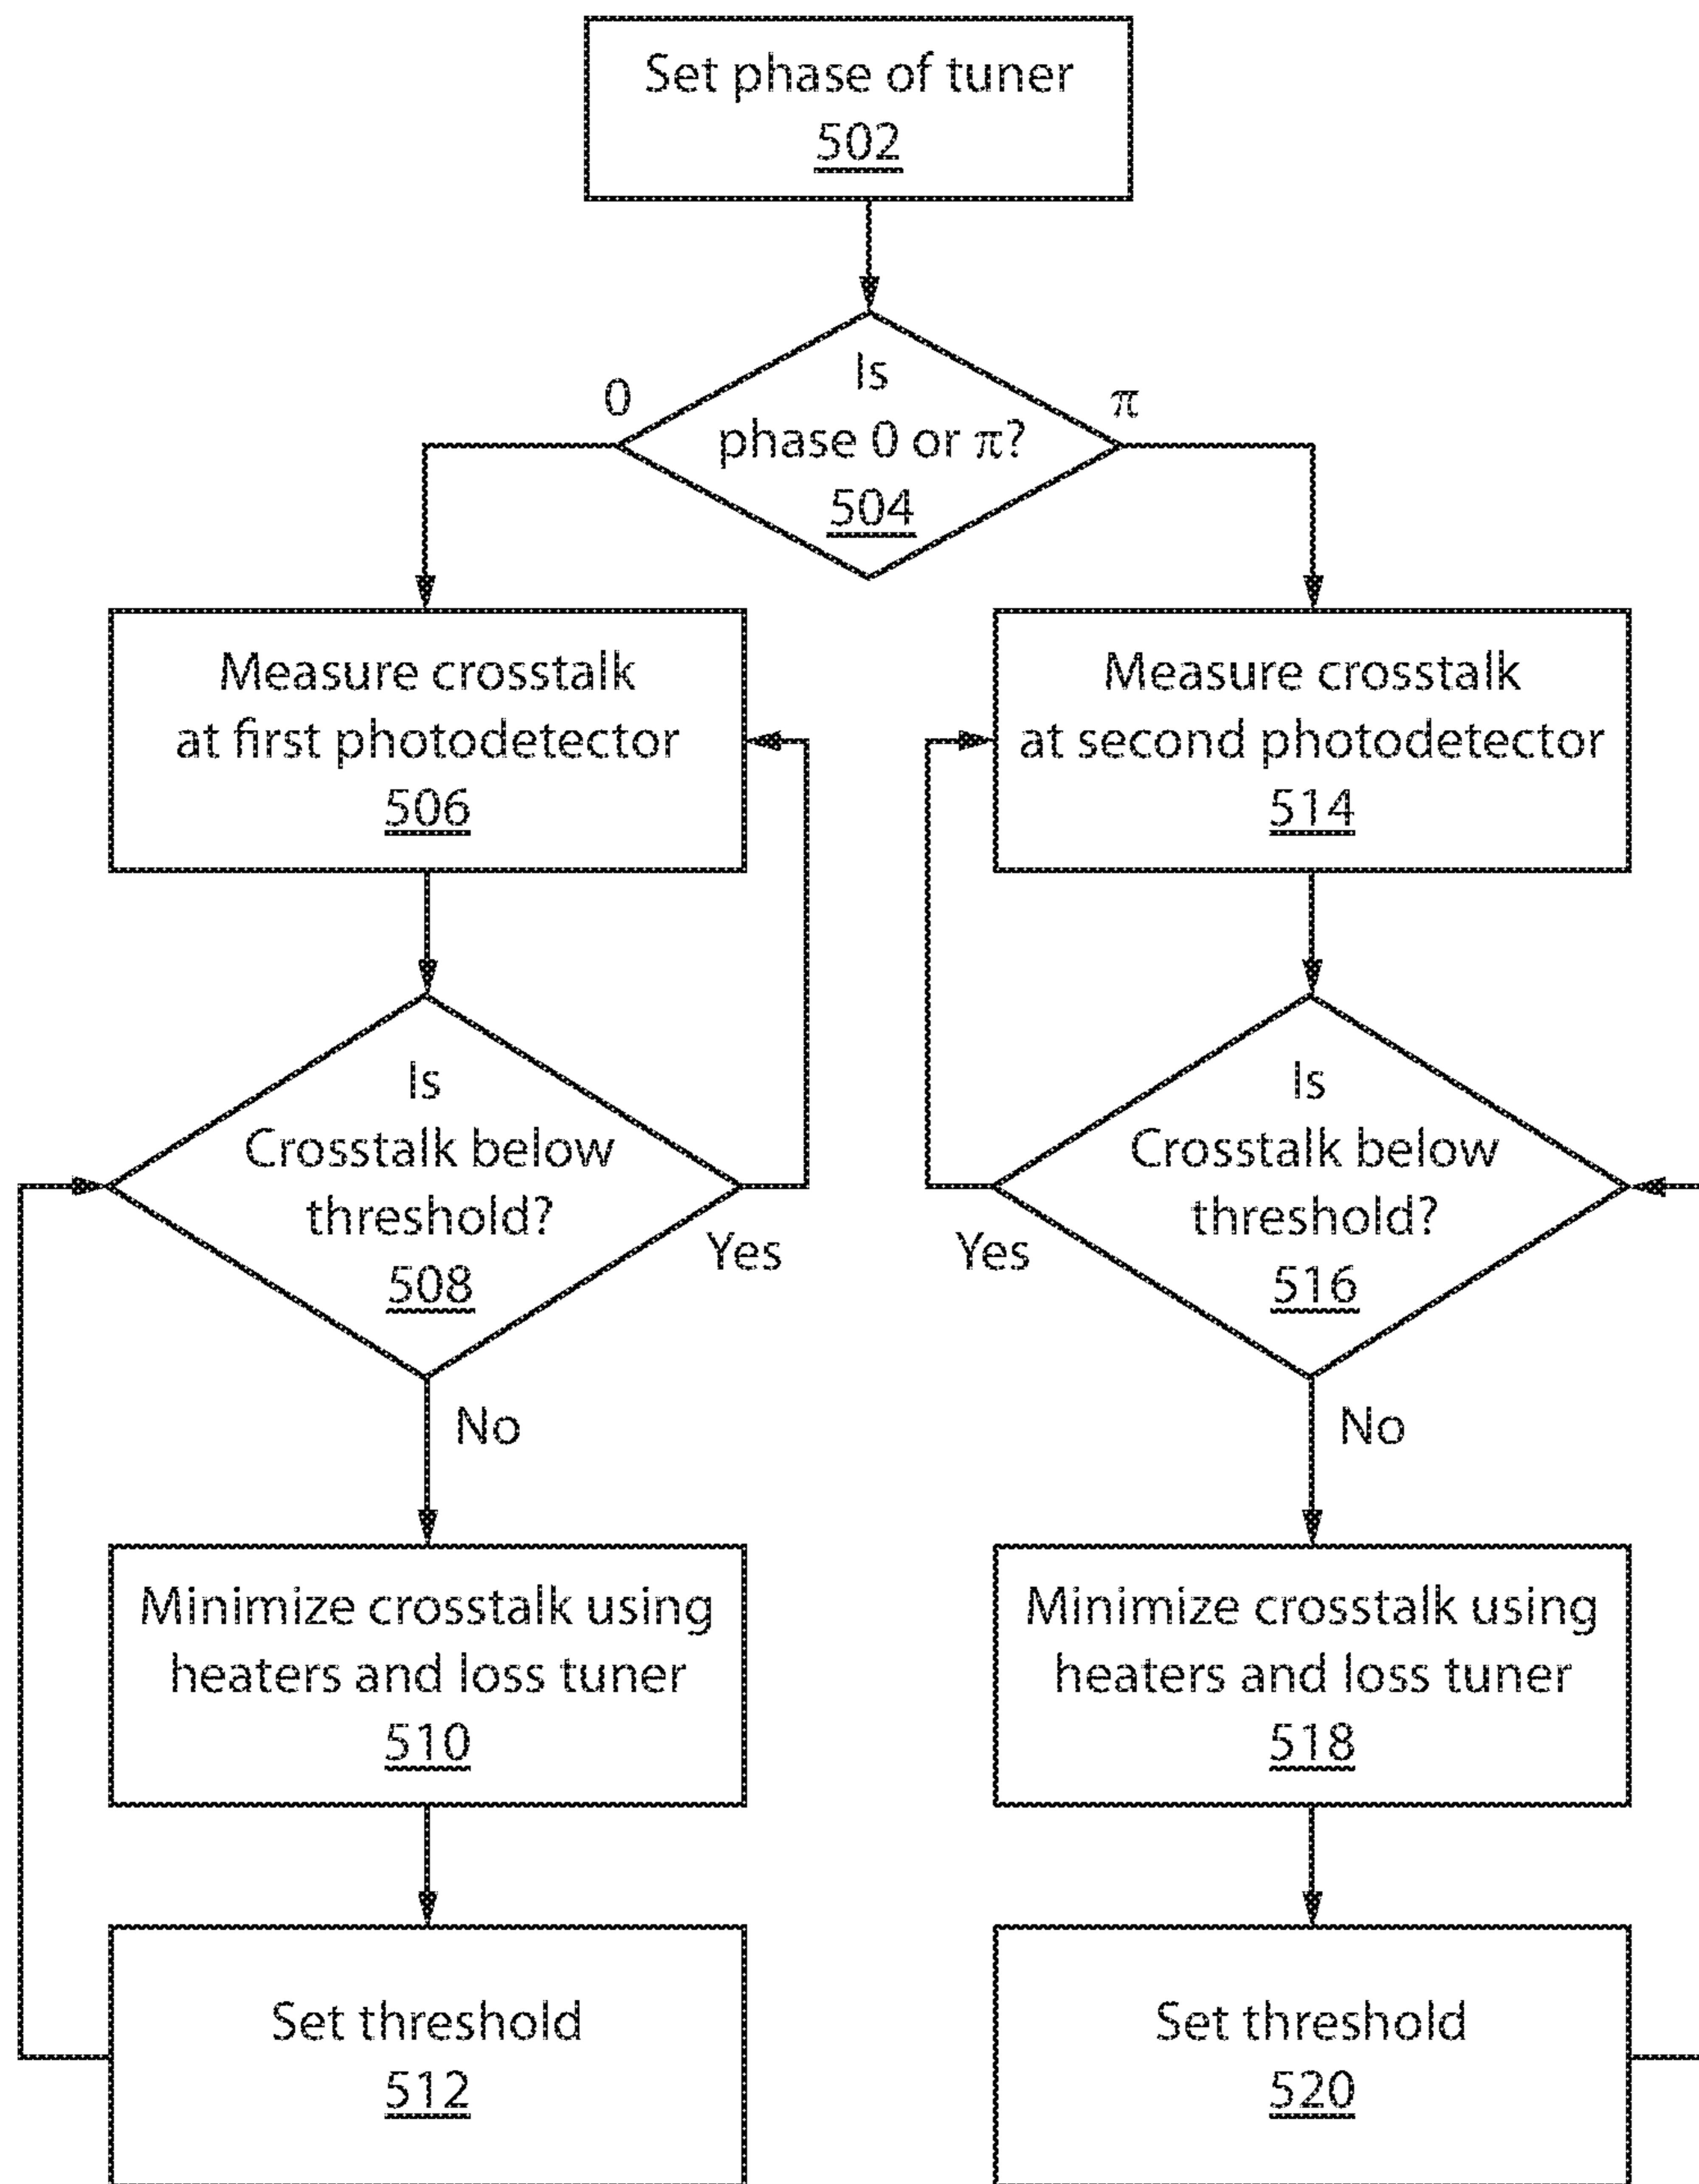 Set phase of tuner
502
Is
phase 0 or π?
504
0
π
Measure crosstalk
at first photodetector
506
Measure crosstalk
at second photodetector
514
Is
Crosstalk below
threshold?
508
Yes
No
Is
Crosstalk below
threshold?
516
Yes
No
Minimize crosstalk using
heaters and loss tuner
510
Minimize crosstalk using
heaters and loss tuner
518
Set threshold
512
Set threshold
520